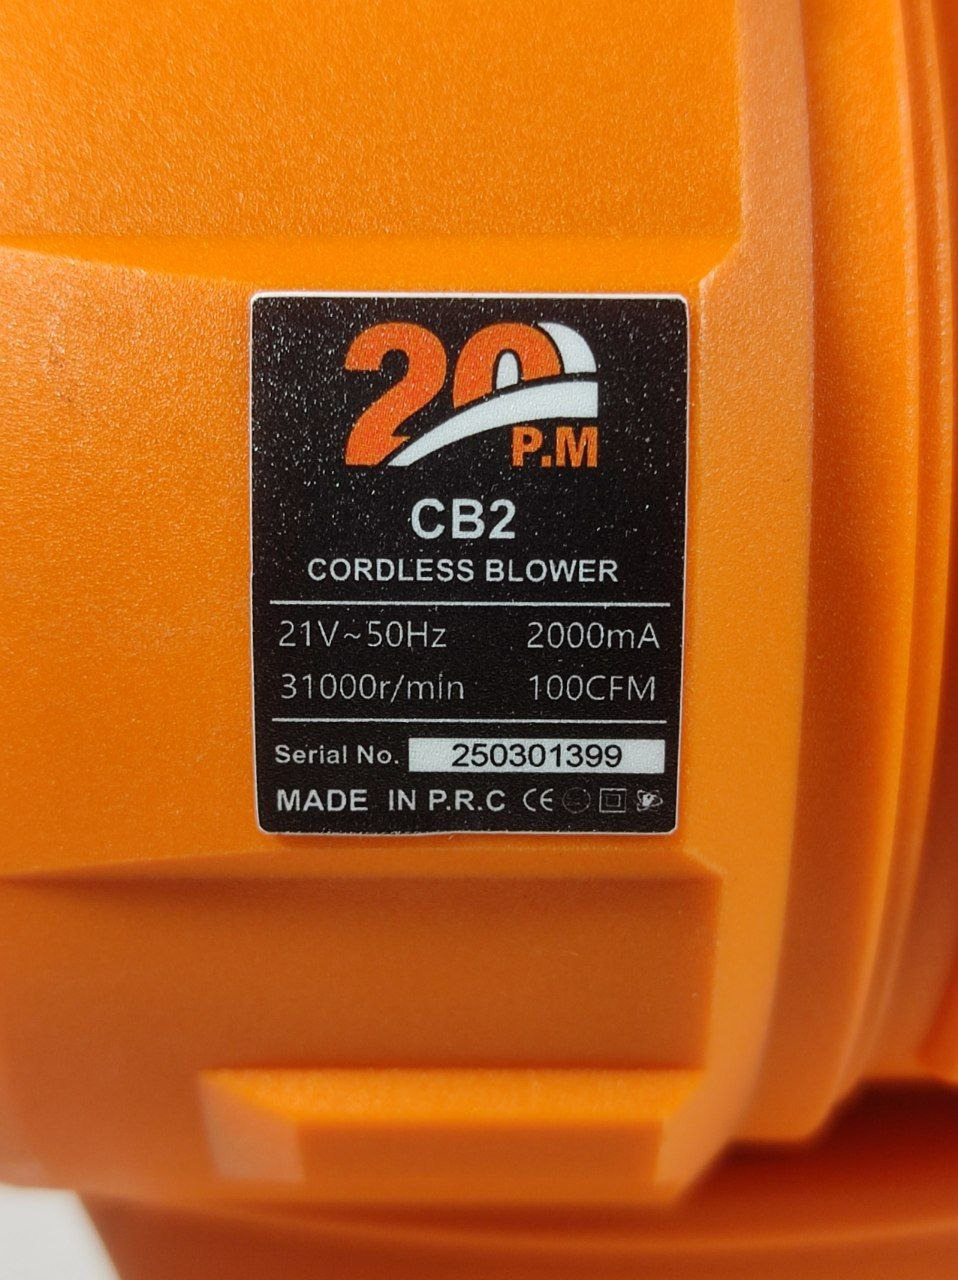 20
P.M
CB2
CORDLESS BLOWER
21V~50Hz 2000mA
31000r/min 100CFM
Serial No. 250301399
MADE IN P.R.C CE